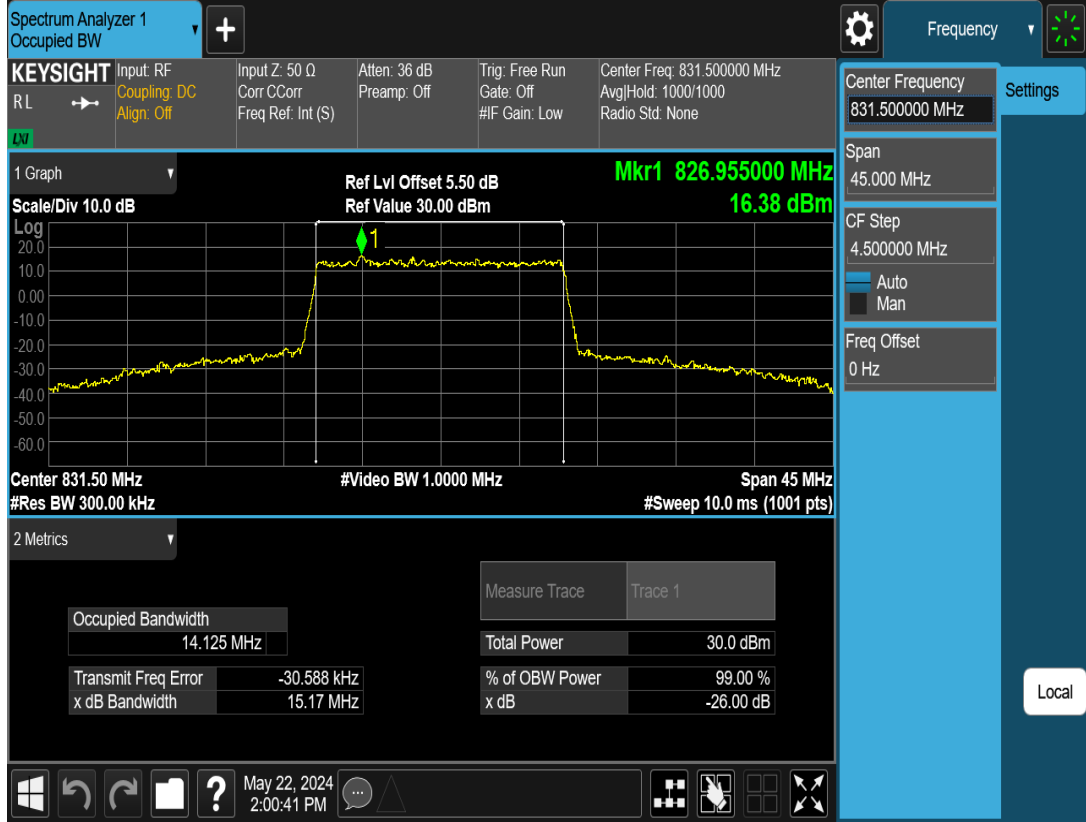 Spectrum Analyzer 1
Occupied BW
Frequency
KEYSIGHT
R L
LXI
Input: RF
Coupling: DC
Align: Off
Input Z: 50 Ω
Corr CCorr
Freq Ref: Int (S)
Atten: 36 dB
Preamp: Off
Trig: Free Run
Gate: Off
#IF Gain: Low
Center Freq: 831.500000 MHz
Avg|Hold: 1000/1000
Radio Std: None
Center Frequency
831.500000 MHz
Settings
Span
45.000 MHz
CF Step
4.500000 MHz
Auto
Man
Freq Offset
0 Hz
Local
1 Graph
Scale/Div 10.0 dB
Ref Lvl Offset 5.50 dB
Ref Value 30.00 dBm
Mkr1 826.955000 MHz
16.38 dBm
Log
1
20.0
10.0
0.00
-10.0
-20.0
-30.0
-40.0
-50.0
-60.0
Center 831.50 MHz
#Res BW 300.00 kHz
#Video BW 1.0000 MHz
Span 45 MHz
#Sweep 10.0 ms (1001 pts)
2 Metrics
Measure Trace Trace 1
Occupied Bandwidth
14.125 MHz
Total Power 30.0 dBm
Transmit Freq Error -30.588 kHz
% of OBW Power 99.00 %
x dB Bandwidth 15.17 MHz
x dB -26.00 dB
?
May 22, 2024
2:00:41 PM